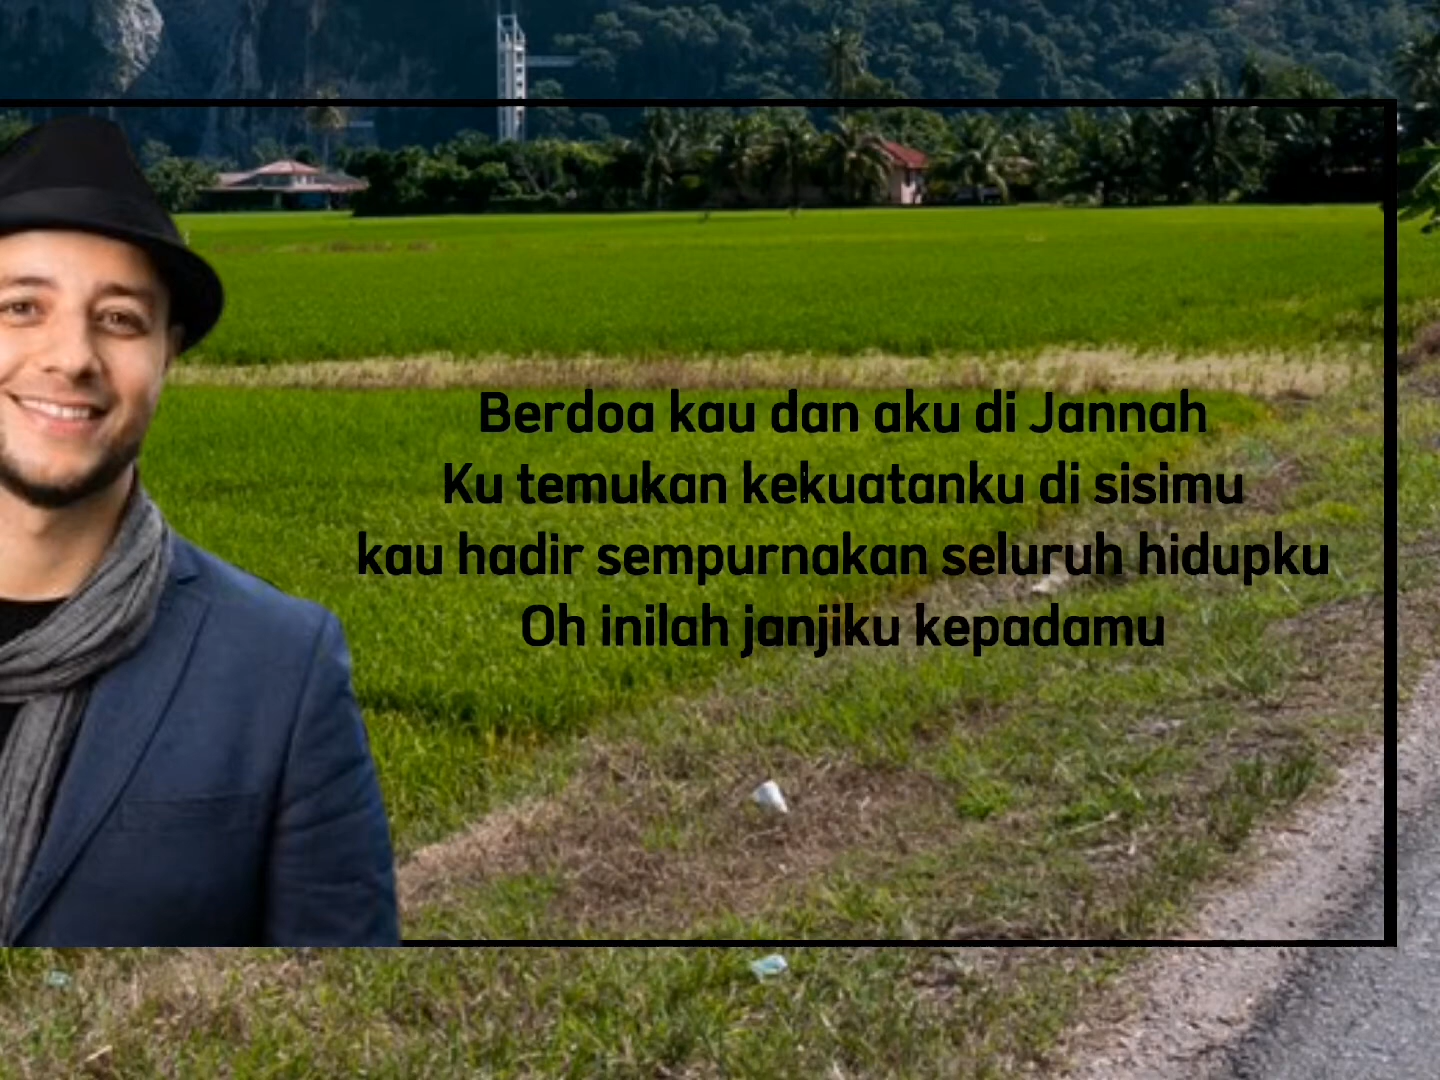 Berdoa kau dan aku di Jannah
Ku temukan kekuatanku di sisimu
kau hadir sempurnakan seluruh hidupku
Oh inilah janjiku kepadamu